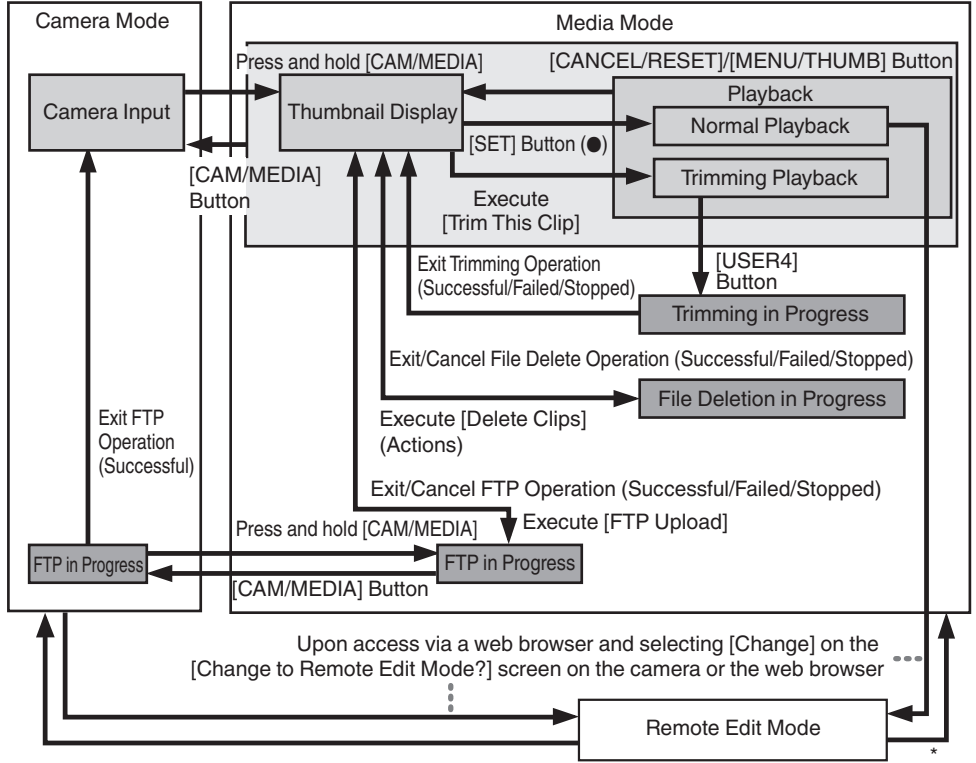 Camera Mode
Media Mode
Press and hold [CAM/MEDIA]
[CANCEL/RESET]/[MENU/THUMB] Button
Camera Input
Thumbnail Display
Playback
Normal Playback
[SET] Button (●)
Trimming Playback
[CAM/MEDIA]
Button
Execute
[Trim This Clip]
Exit Trimming Operation
(Successful/Failed/Stopped)
[USER4]
Button
Trimming in Progress
Exit/Cancel File Delete Operation (Successful/Failed/Stopped)
File Deletion in Progress
Execute [Delete Clips]
(Actions)
Exit FTP
Operation
(Successful)
Exit/Cancel FTP Operation (Successful/Failed/Stopped)
Execute [FTP Upload]
Press and hold [CAM/MEDIA]
FTP in Progress
FTP in Progress
[CAM/MEDIA] Button
Upon access via a web browser and selecting [Change] on the
[Change to Remote Edit Mode?] screen on the camera or the web browser
Remote Edit Mode
*